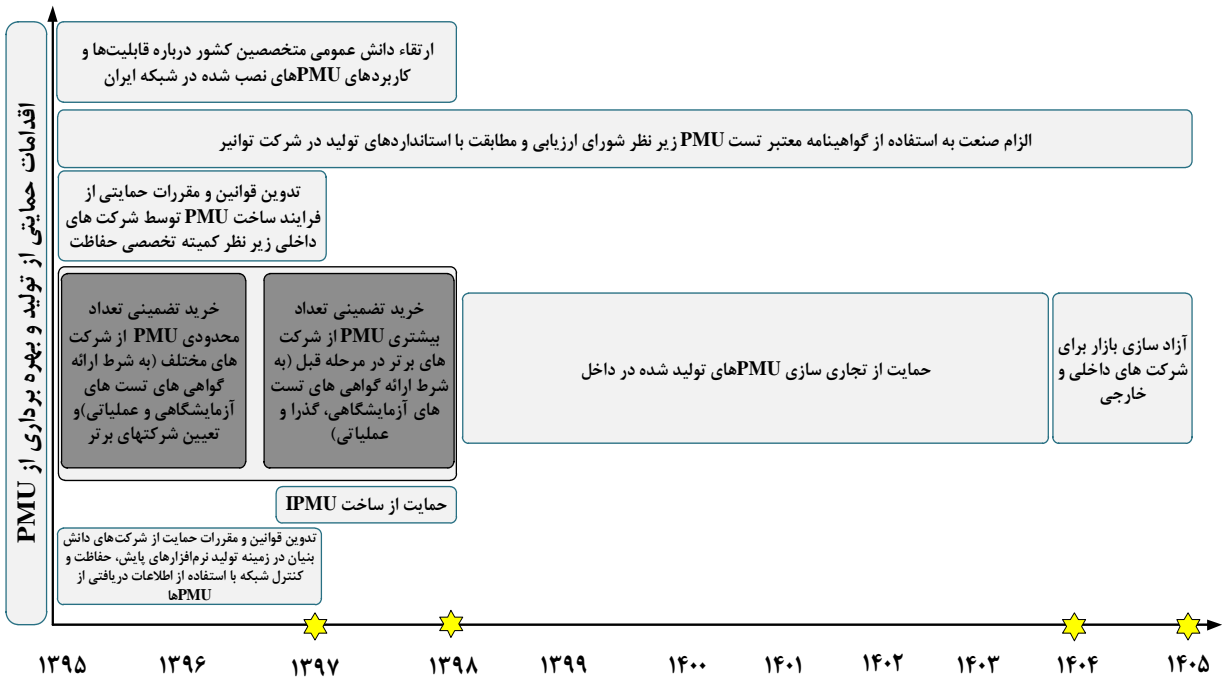 اقدامات حمایتی از تولید و بهره برداری از PMU
ارتقاء دانش عمومی متخصصین کشور درباره قابلیت‌ها و
کاربردهای PMUهای نصب شده در شبکه ایران
الزام صنعت به استفاده از گواهینامه معتبر تست PMU زیر نظر شورای ارزیابی و مطابقت با استانداردهای تولید در شرکت توانیر
تدوین قوانین و مقررات حمایتی از
فرایند ساخت PMU توسط شرکت های
داخلی زیر نظر کمیته تخصصی حفاظت
خرید تضمینی تعداد
محدودی PMU از شرکت
های مختلف (به شرط ارائه
گواهی های تست های
آزمایشگاهی و عملیاتی)و
تعیین شرکتهای برتر
خرید تضمینی تعداد
بیشتری PMU از شرکت
های برتر در مرحله قبل (به
شرط ارائه گواهی های تست
های آزمایشگاهی، گذرا و
عملیاتی)
حمایت از تجاری سازی PMUهای تولید شده در داخل
آزاد سازی بازار برای
شرکت های داخلی و
خارجی
حمایت از ساخت IPMU
تدوین قوانین و مقررات حمایت از شرکت‌های دانش
بنیان در زمینه تولید نرم‌افزارهای پایش، حفاظت و
کنترل شبکه با استفاده از اطلاعات دریافتی از
PMUها
۱۳۹۵ ۱۳۹۶ ۱۳۹۷ ۱۳۹۸ ۱۳۹۹ ۱۴۰۰ ۱۴۰۱ ۱۴۰۲ ۱۴۰۳ ۱۴۰۴ ۱۴۰۵